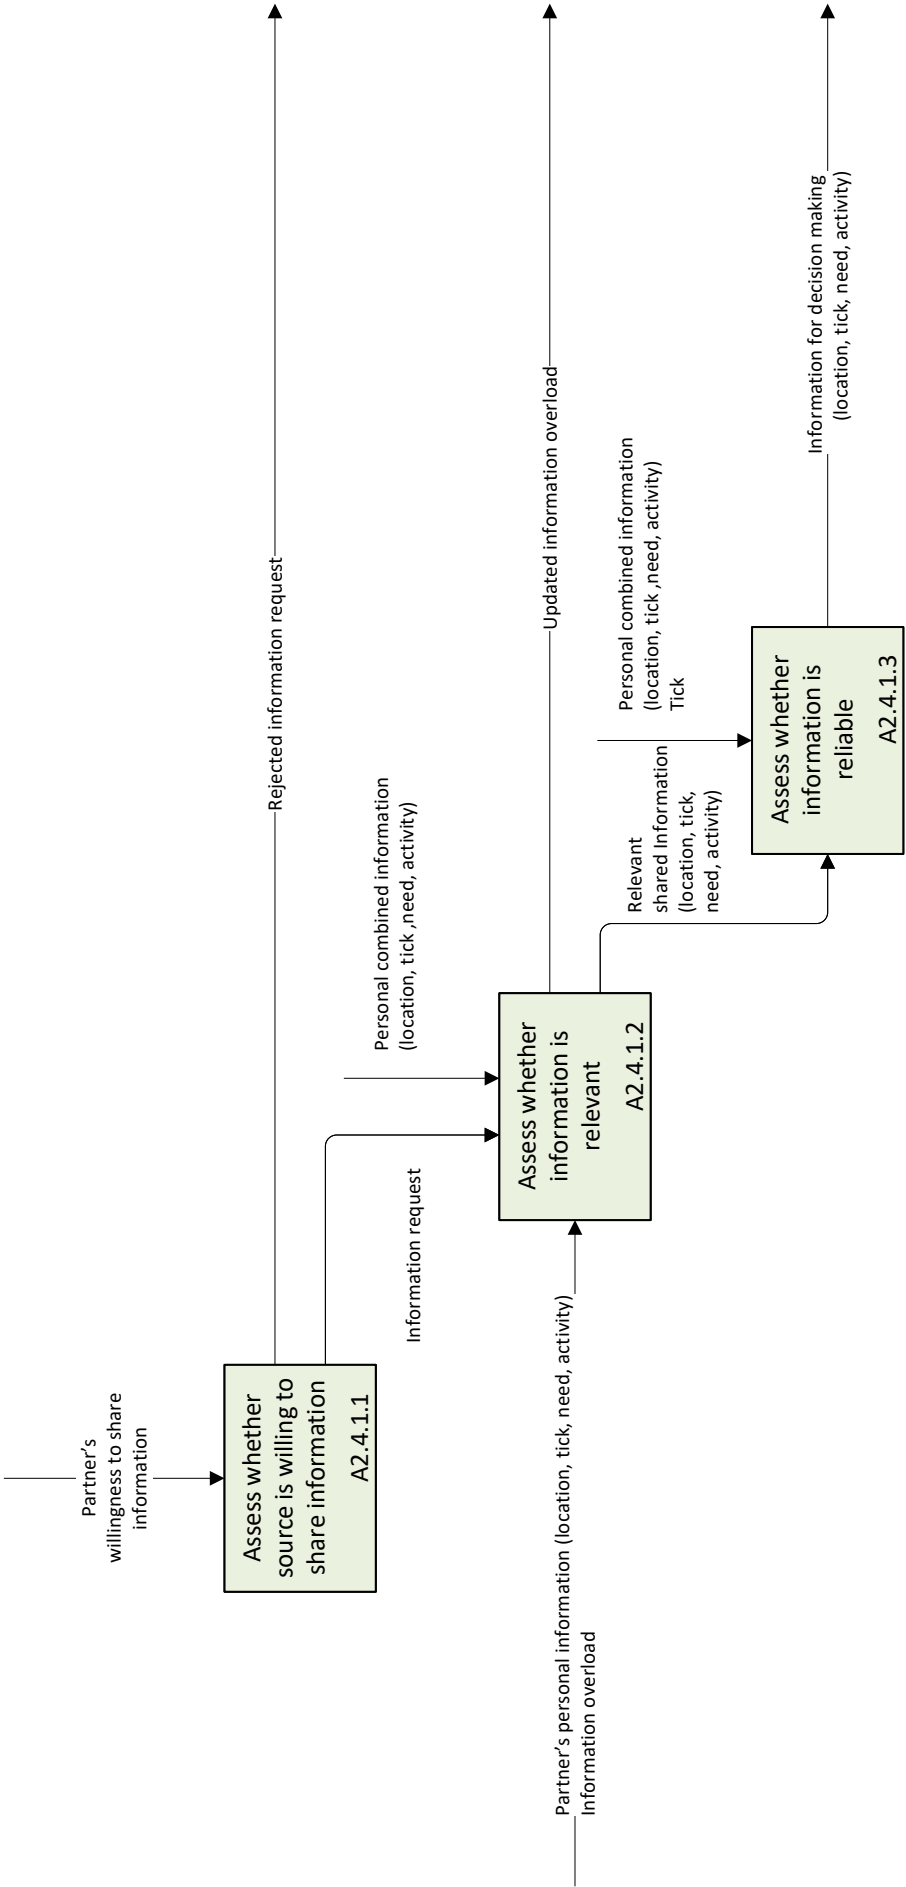 Partner's
willingness to share
information
Assess whether
source is willing to
share information
A2.4.1.1
Rejected information request
Information request
Personal combined information
(location, tick ,need, activity)
Partner's personal information (location, tick, need, activity)
Information overload
Assess whether
information is
relevant
A2.4.1.2
Updated information overload
Relevant
shared Information
(location, tick,
need, activity)
Personal combined information
(location, tick ,need, activity)
Tick
Assess whether
information is
reliable
A2.4.1.3
Information for decision making
(location, tick, need, activity)